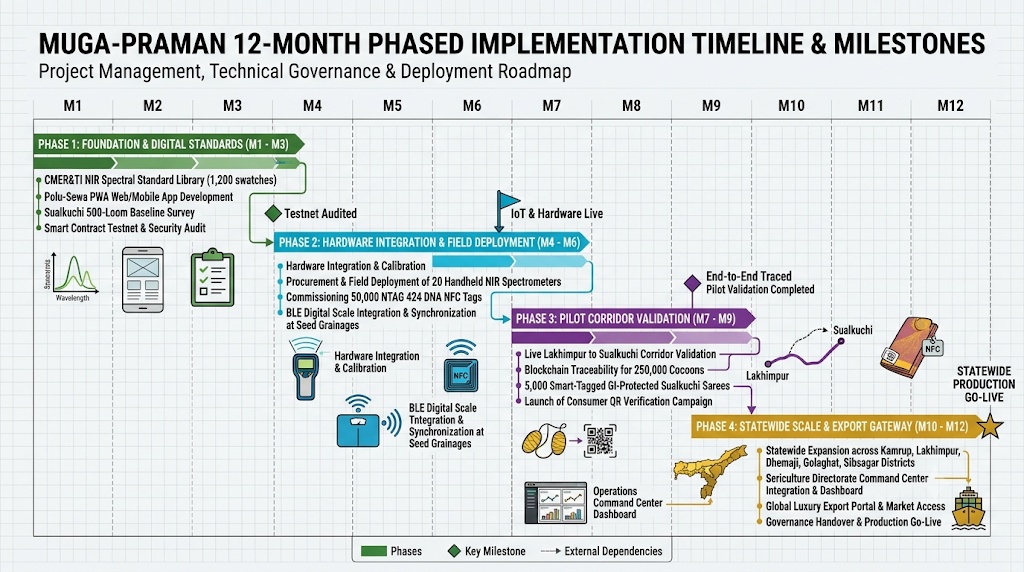 MUGA-PRAMAN 12-MONTH PHASED IMPLEMENTATION TIMELINE & MILESTONES
Project Management, Technical Governance & Deployment Roadmap
M1 M2 M3 M4 M5 M6 M7 M8 M9 M10 M11 M12
PHASE 1: FOUNDATION & DIGITAL STANDARDS (M1 - M3)
CMER&TI NIR Spectral Standard Library (1,200 swatches)
Polu-Sewa PWA Web/Mobile App Development
Sualkuchi 500-Loom Baseline Survey
Smart Contract Testnet & Security Audit
Wavelength
Testnet Audited
IoT & Hardware Live
PHASE 2: HARDWARE INTEGRATION & FIELD DEPLOYMENT (M4 - M6)
Hardware Integration & Calibration
Procurement & Field Deployment of 20 Handheld NIR Spectrometers
Commissioning 50,000 NTAG 424 DNA NFC Tags
BLE Digital Scale Integration & Synchronization
at Seed Grainages
Hardware Integration
& Calibration
NFC
BLE Digital Scale
Tntegration &
Synchronization at
Seed Grainages
End-to-End Traced
Pilot Validation Completed
PHASE 3: PILOT CORRIDOR VALIDATION (M7 - M9)
Live Lakhimpur to Sualkuchi Corridor Validation
Blockchain Traceability for 250,000 Cocoons
5,000 Smart-Tagged GI-Protected Sualkuchi Sarees
Launch of Consumer QR Verification Campaign
Sualkuchi
Lakhimpur
NFC
STATEWIDE
PRODUCTION
GO-LIVE
PHASE 4: STATEWIDE SCALE & EXPORT GATEWAY (M10 - M12)
Statewide Expansion across Kamrup, Lakhimpur,
Dhemaji, Golaghat, Sibsagar Districts
Sericulture Directorate Command Center
Integration & Dashboard
Global Luxury Export Portal & Market Access
Governance Handover & Production Go-Live
Operations
Command Center
Dashboard
Phases
Key Milestone
External Dependencies